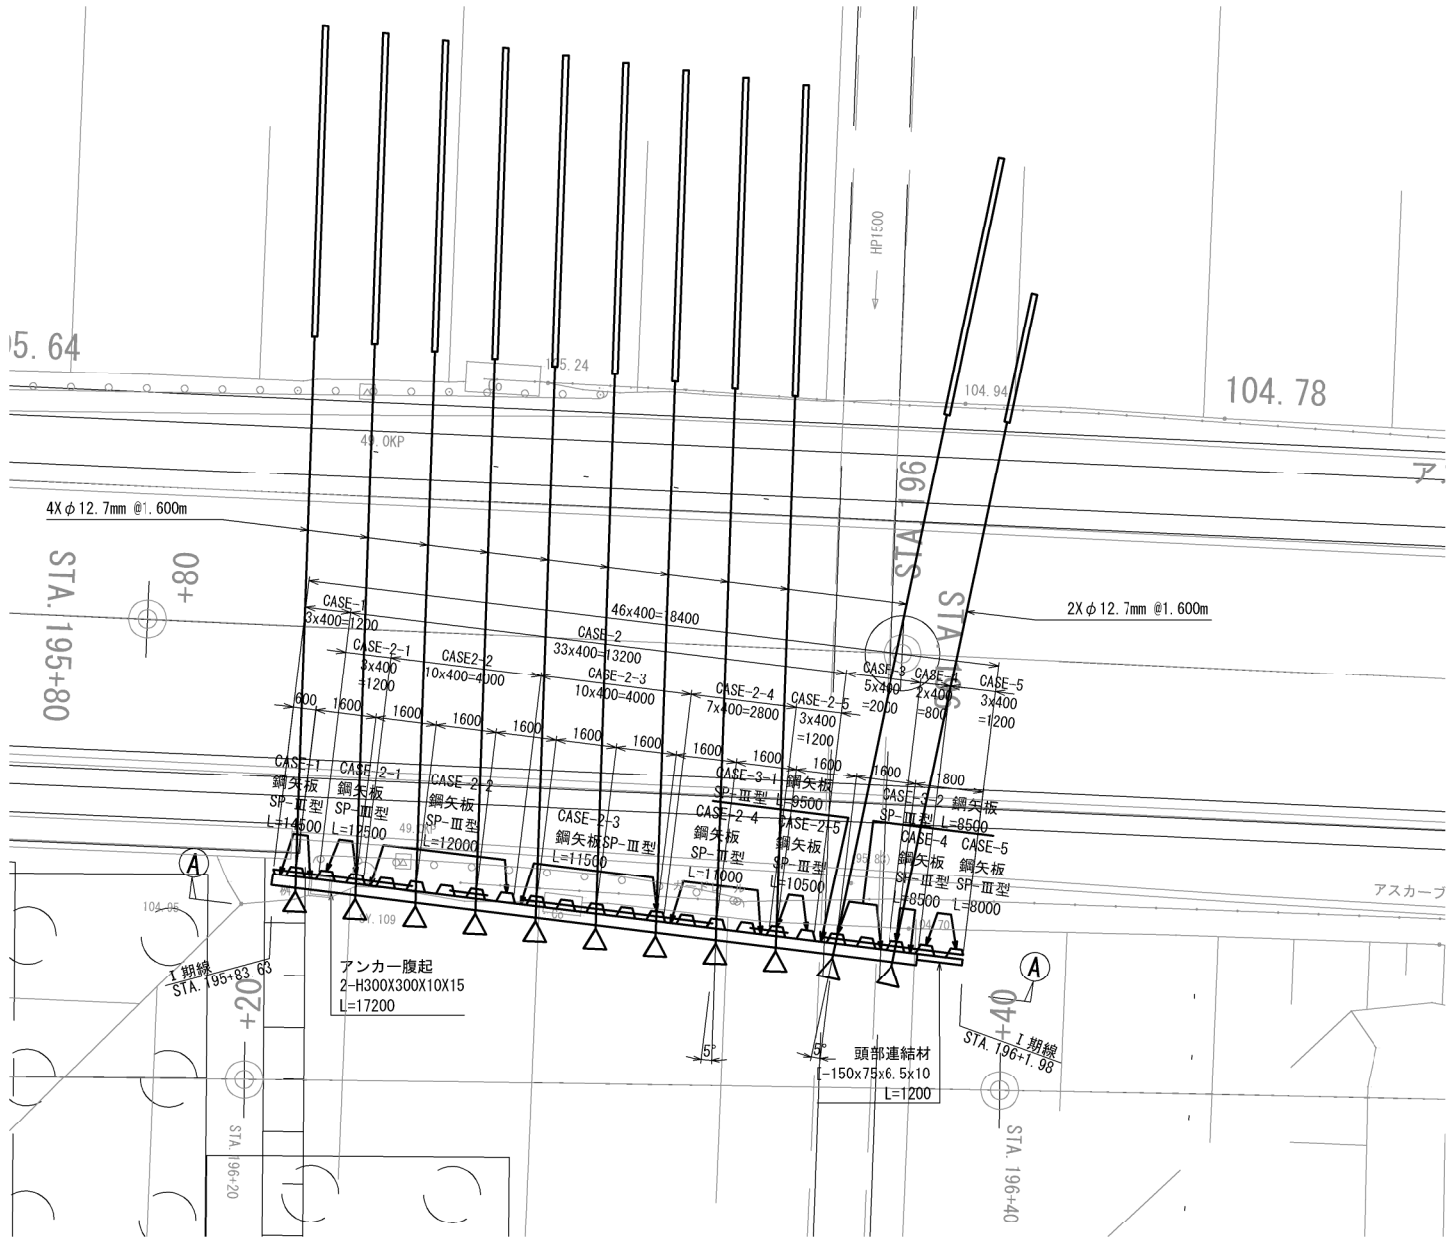 HP1500
105.24
104.94
104.78
49.0KP
STA. 196
4Xφ12.7mm @1.600m
STA. 195+80
+80
2Xφ12.7mm @1.600m
STA. 196
46x400=18400
CASE-1
3x400=1200
CASE-2
33x400=13200
CASE-2-1
3x400
=1200
CASE2-2
10x400=4000
CASE-2-3
10x400=4000
CASE-2-4
7x400=2800
CASE-2-5
3x400
=1200
CASE-3
5x400
=2000
CASE-4
2x400
=800
CASE-5
3x400
=1200
600
1600
1600
1600
1600
1600
1600
1600
1600
1600
1600
1800
CASE-1
鋼矢板
SP-Ⅲ型
L=14500
CASE-2-1
鋼矢板
SP-Ⅲ型
L=12500
CASE-2-2
鋼矢板
SP-Ⅲ型
L=12000
CASE-2-3
鋼矢板SP-Ⅲ型
L=11500
CASE-3-1 鋼矢板
SP-Ⅲ型 L=9500
CASE-2-4
鋼矢板
SP-Ⅲ型
L=11000
CASE-2-5
鋼矢板
SP-Ⅲ型
L=10500
CASE-3-2 鋼矢板
SP-Ⅲ型 L=8500
CASE-4
鋼矢板
SP-Ⅲ型
L=8500
CASE-5
鋼矢板
SP-Ⅲ型
L=8000
A
アスカーブ
104.95
Ⅰ期線
STA. 195+83.63
アンカー腹起
2-H300X300X10X15
L=17200
A
+20
+40
Ⅰ期線
STA. 196+1.98
5°
5°
頭部連結材
[-150x75x6.5x10
L=1200
STA. 196+20
STA. 196+40